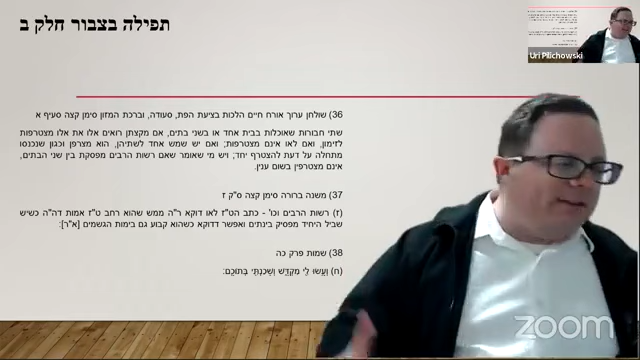 תפילה בצבור חלק ב
Uri Pilichowski
36) שולחן ערוך אורח חיים הלכות בציעת הפת, סעודה, וברכת המזון סימן קצה סעיף א
שתי חבורות שאוכלות בבית אחד או בשני בתים, אם מקצתן רואים אלו את אלו מצטרפות
לזימון, ואם לאו אינם מצטרפות; ואם יש שמש אחד לשתיהן, הוא מצרפן וכגון שנכנסו
מתחלה על דעת להצטרף יחד; ויש מי שאומר שאם רשות הרבים מפסקת בין שני הבתים,
אינם מצטרפין בשום ענין.
37) משנה ברורה סימן קצה ס"ק ז
(ז) רשות הרבים וכו' - כתב הט"ז לאו דוקא ר"ה ממש שהוא רחב ט"ז אמות דה"ה כשיש
שביל היחיד מפסיק בינתים ואפשר דדוקא כשהוא קבוע גם בימות הגשמים [א"ר]:
38) שמות פרק כה
(ח) וְעָשׂוּ לִי מִקְדָּשׁ וְשָׁכַנְתִּי בְּתוֹכָם:
zoom